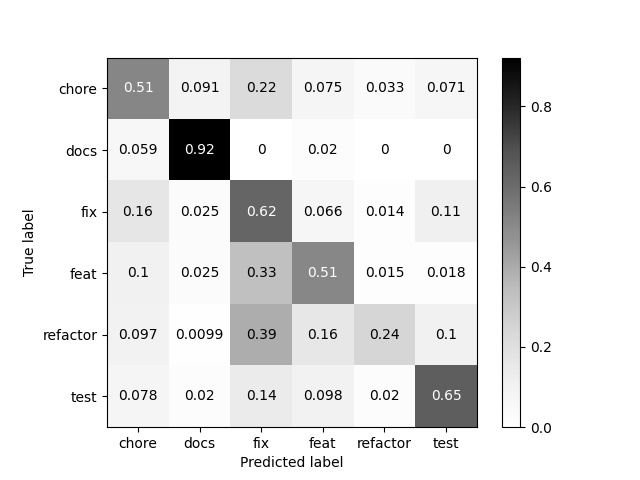 chore 0.51 0.091 0.22 0.075 0.033 0.071
docs 0.059 0.92 0 0.02 0 0
fix 0.16 0.025 0.62 0.066 0.014 0.11
feat 0.1 0.025 0.33 0.51 0.015 0.018
refactor 0.097 0.0099 0.39 0.16 0.24 0.1
test 0.078 0.02 0.14 0.098 0.02 0.65
chore docs fix feat refactor test
Predicted label
True label
0.8
0.6
0.4
0.2
0.0